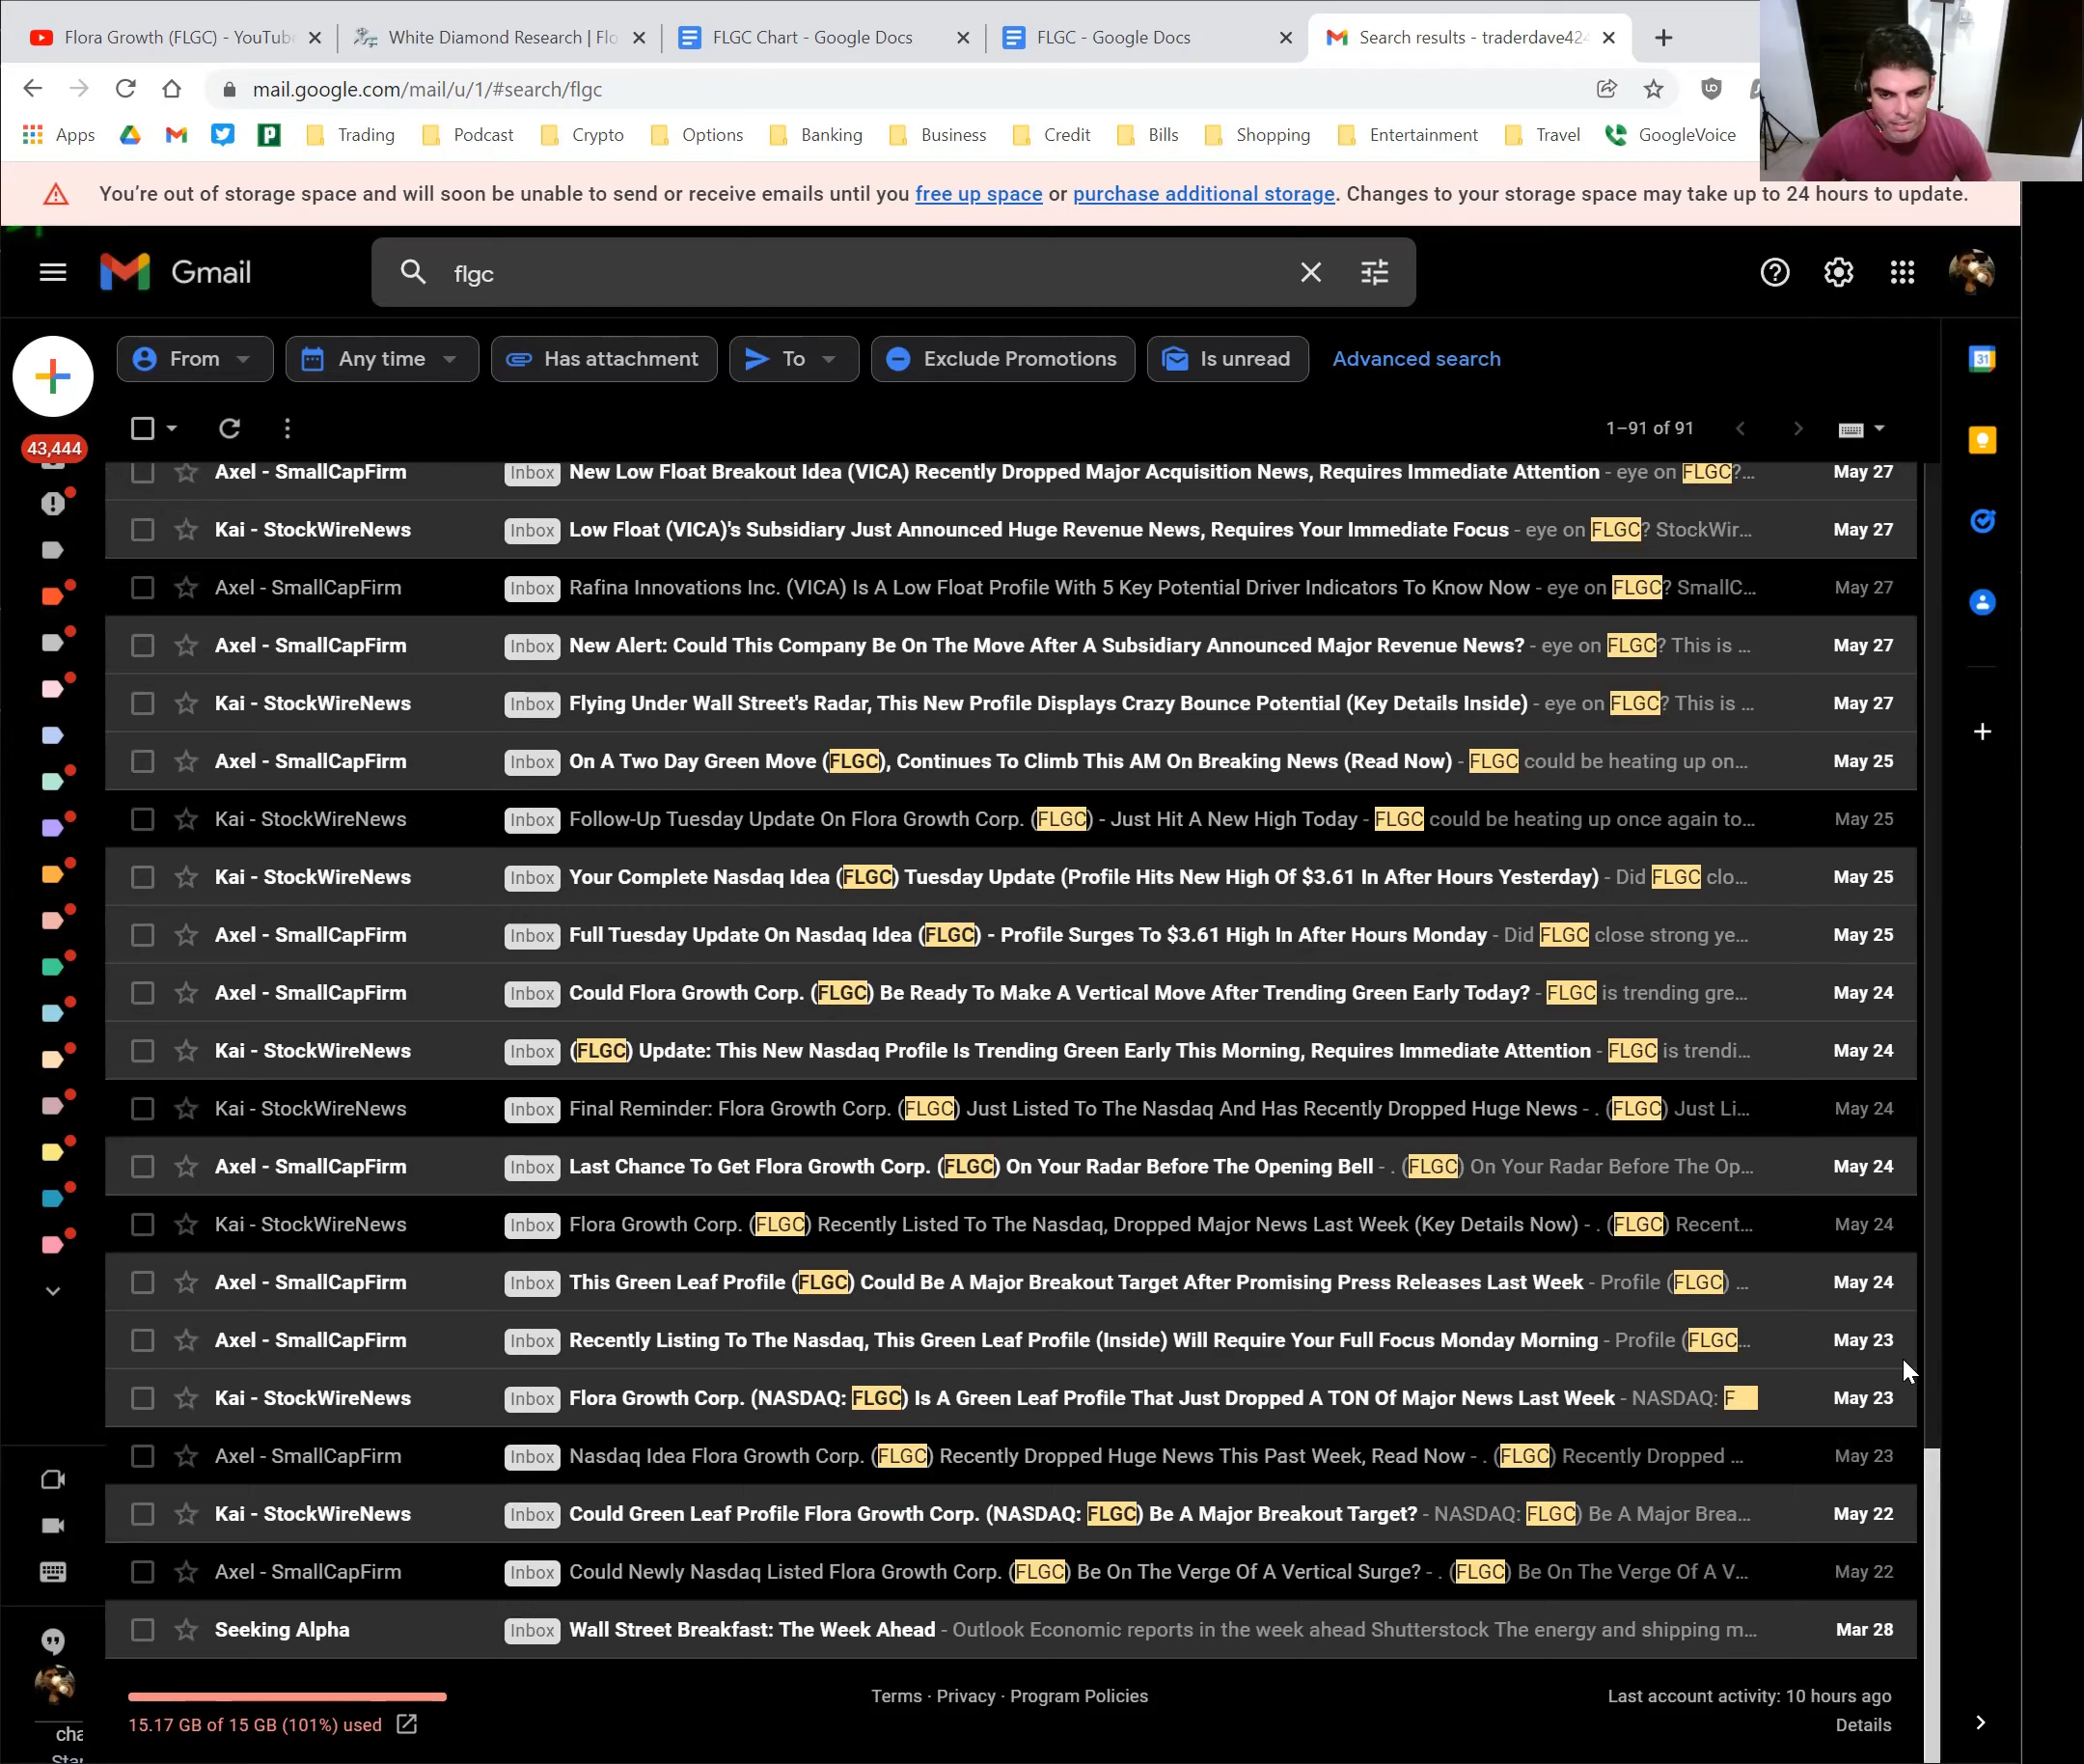 Flora Growth (FLGC) - YouTube
White Diamond Research | Flo
FLGC Chart - Google Docs
FLGC - Google Docs
Search results - traderdave424
mail.google.com/mail/u/1/#search/flgc
Apps Trading Podcast Crypto Options Banking Business Credit Bills Shopping Entertainment Travel GoogleVoice
You're out of storage space and will soon be unable to send or receive emails until you free up space or purchase additional storage. Changes to your storage space may take up to 24 hours to update.
Gmail
flgc
From Any time Has attachment To Exclude Promotions Is unread Advanced search
1–91 of 91
43,444
Axel - SmallCapFirm Inbox New Low Float Breakout Idea (VICA) Recently Dropped Major Acquisition News, Requires Immediate Attention - eye on FLGC?... May 27
Kai - StockWireNews Inbox Low Float (VICA)'s Subsidiary Just Announced Huge Revenue News, Requires Your Immediate Focus - eye on FLGC? StockWir... May 27
Axel - SmallCapFirm Inbox Rafina Innovations Inc. (VICA) Is A Low Float Profile With 5 Key Potential Driver Indicators To Know Now - eye on FLGC? SmallC... May 27
Axel - SmallCapFirm Inbox New Alert: Could This Company Be On The Move After A Subsidiary Announced Major Revenue News? - eye on FLGC? This is ... May 27
Kai - StockWireNews Inbox Flying Under Wall Street's Radar, This New Profile Displays Crazy Bounce Potential (Key Details Inside) - eye on FLGC? This is ... May 27
Axel - SmallCapFirm Inbox On A Two Day Green Move (FLGC), Continues To Climb This AM On Breaking News (Read Now) - FLGC could be heating up on... May 25
Kai - StockWireNews Inbox Follow-Up Tuesday Update On Flora Growth Corp. (FLGC) - Just Hit A New High Today - FLGC could be heating up once again to... May 25
Kai - StockWireNews Inbox Your Complete Nasdaq Idea (FLGC) Tuesday Update (Profile Hits New High Of $3.61 In After Hours Yesterday) - Did FLGC clo... May 25
Axel - SmallCapFirm Inbox Full Tuesday Update On Nasdaq Idea (FLGC) - Profile Surges To $3.61 High In After Hours Monday - Did FLGC close strong ye... May 25
Axel - SmallCapFirm Inbox Could Flora Growth Corp. (FLGC) Be Ready To Make A Vertical Move After Trending Green Early Today? - FLGC is trending gre... May 24
Kai - StockWireNews Inbox (FLGC) Update: This New Nasdaq Profile Is Trending Green Early This Morning, Requires Immediate Attention - FLGC is trendi... May 24
Kai - StockWireNews Inbox Final Reminder: Flora Growth Corp. (FLGC) Just Listed To The Nasdaq And Has Recently Dropped Huge News - . (FLGC) Just Li... May 24
Axel - SmallCapFirm Inbox Last Chance To Get Flora Growth Corp. (FLGC) On Your Radar Before The Opening Bell - . (FLGC) On Your Radar Before The Op... May 24
Kai - StockWireNews Inbox Flora Growth Corp. (FLGC) Recently Listed To The Nasdaq, Dropped Major News Last Week (Key Details Now) - . (FLGC) Recent... May 24
Axel - SmallCapFirm Inbox This Green Leaf Profile (FLGC) Could Be A Major Breakout Target After Promising Press Releases Last Week - Profile (FLGC) ... May 24
Axel - SmallCapFirm Inbox Recently Listing To The Nasdaq, This Green Leaf Profile (Inside) Will Require Your Full Focus Monday Morning - Profile (FLGC... May 23
Kai - StockWireNews Inbox Flora Growth Corp. (NASDAQ: FLGC) Is A Green Leaf Profile That Just Dropped A TON Of Major News Last Week - NASDAQ: F May 23
Axel - SmallCapFirm Inbox Nasdaq Idea Flora Growth Corp. (FLGC) Recently Dropped Huge News This Past Week, Read Now - . (FLGC) Recently Dropped ... May 23
Kai - StockWireNews Inbox Could Green Leaf Profile Flora Growth Corp. (NASDAQ: FLGC) Be A Major Breakout Target? - NASDAQ: FLGC) Be A Major Brea... May 22
Axel - SmallCapFirm Inbox Could Newly Nasdaq Listed Flora Growth Corp. (FLGC) Be On The Verge Of A Vertical Surge? - . (FLGC) Be On The Verge Of A V... May 22
Seeking Alpha Inbox Wall Street Breakfast: The Week Ahead - Outlook Economic reports in the week ahead Shutterstock The energy and shipping m... Mar 28
Terms · Privacy · Program Policies
Last account activity: 10 hours ago
15.17 GB of 15 GB (101%) used
Details
31
cha